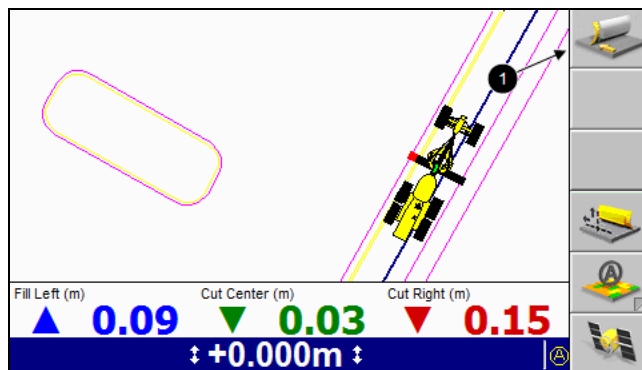 1
Fill Left (m) Cut Center (m) Cut Right (m)
▲ 0.09 ▼ 0.03 ▼ 0.15
↕ +0.000m ↕ A
A